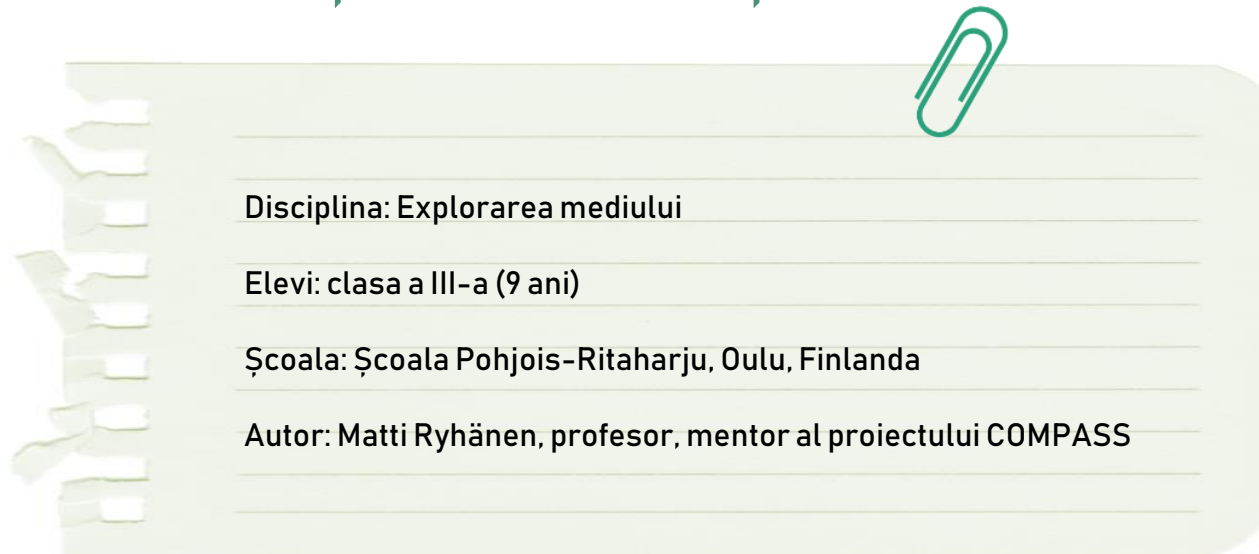 Disciplina: Explorarea mediului
Elevi: clasa a III-a (9 ani)
Școala: Școala Pohjois-Ritaharju, Oulu, Finlanda
Autor: Matti Ryhänen, profesor, mentor al proiectului COMPASS